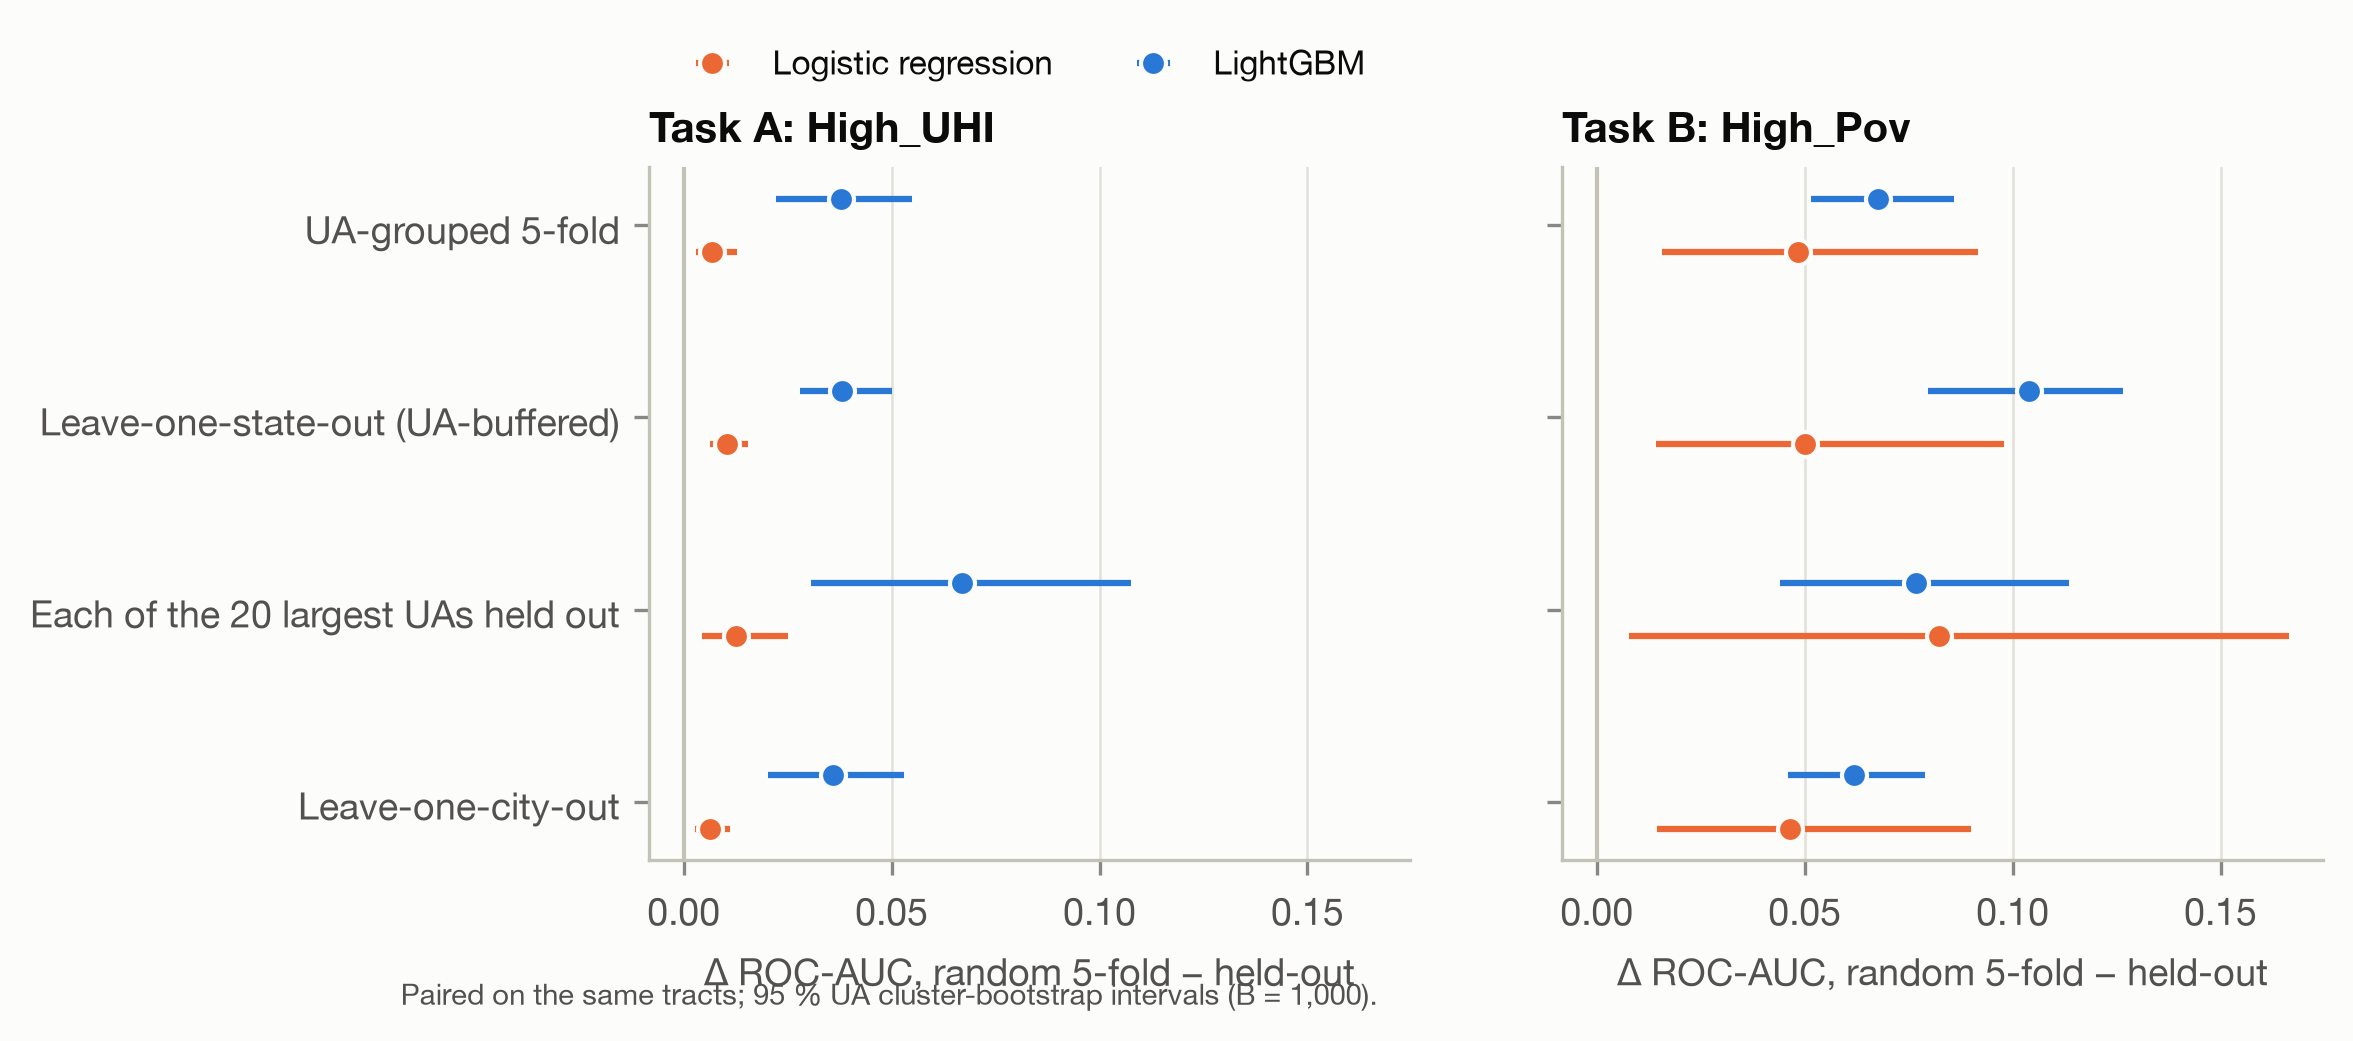 Logistic regression
LightGBM
Task A: High_UHI
Task B: High_Pov
UA-grouped 5-fold
Leave-one-state-out (UA-buffered)
Each of the 20 largest UAs held out
Leave-one-city-out
0.00 0.05 0.10 0.15
0.00 0.05 0.10 0.15
Δ ROC-AUC, random 5-fold – held-out
Δ ROC-AUC, random 5-fold – held-out
Paired on the same tracts; 95 % UA cluster-bootstrap intervals (B = 1,000).